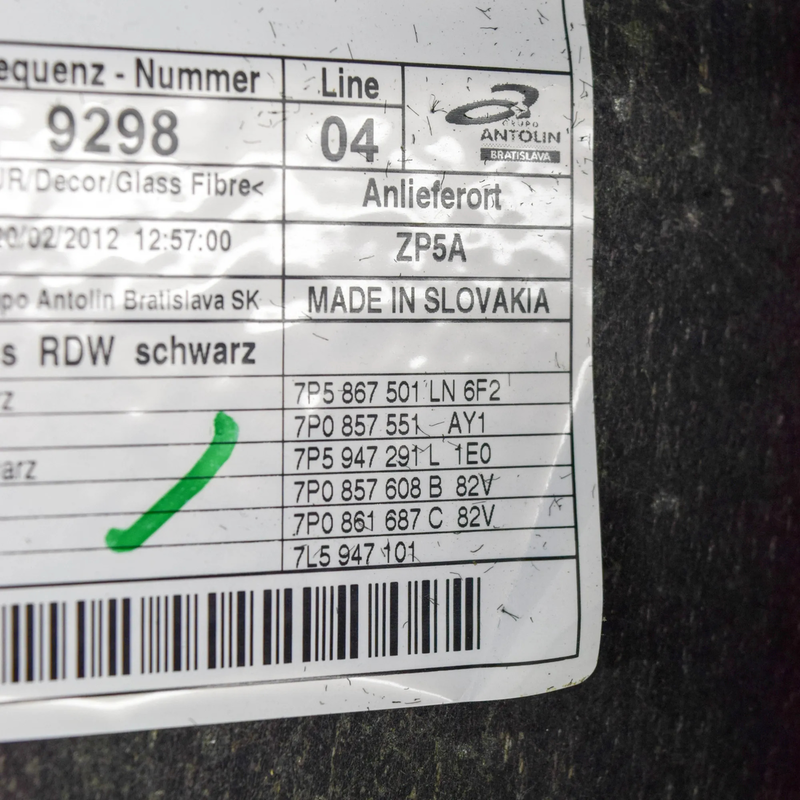 equenz - Nummer Line
9298 04 GRUPO ANTOLIN BRATISLAVA
UR/Decor/Glass Fibre< Anlieferort
20/02/2012 12:57:00 ZP5A
po Antolin Bratislava SK MADE IN SLOVAKIA
s RDW schwarz
rz 7P5 867 501 LN 6F2
7P0 857 551 AY1
arz 7P5 947 291 L 1E0
7P0 857 608 B 82V
7P0 861 687 C 82V
7L5 947 101